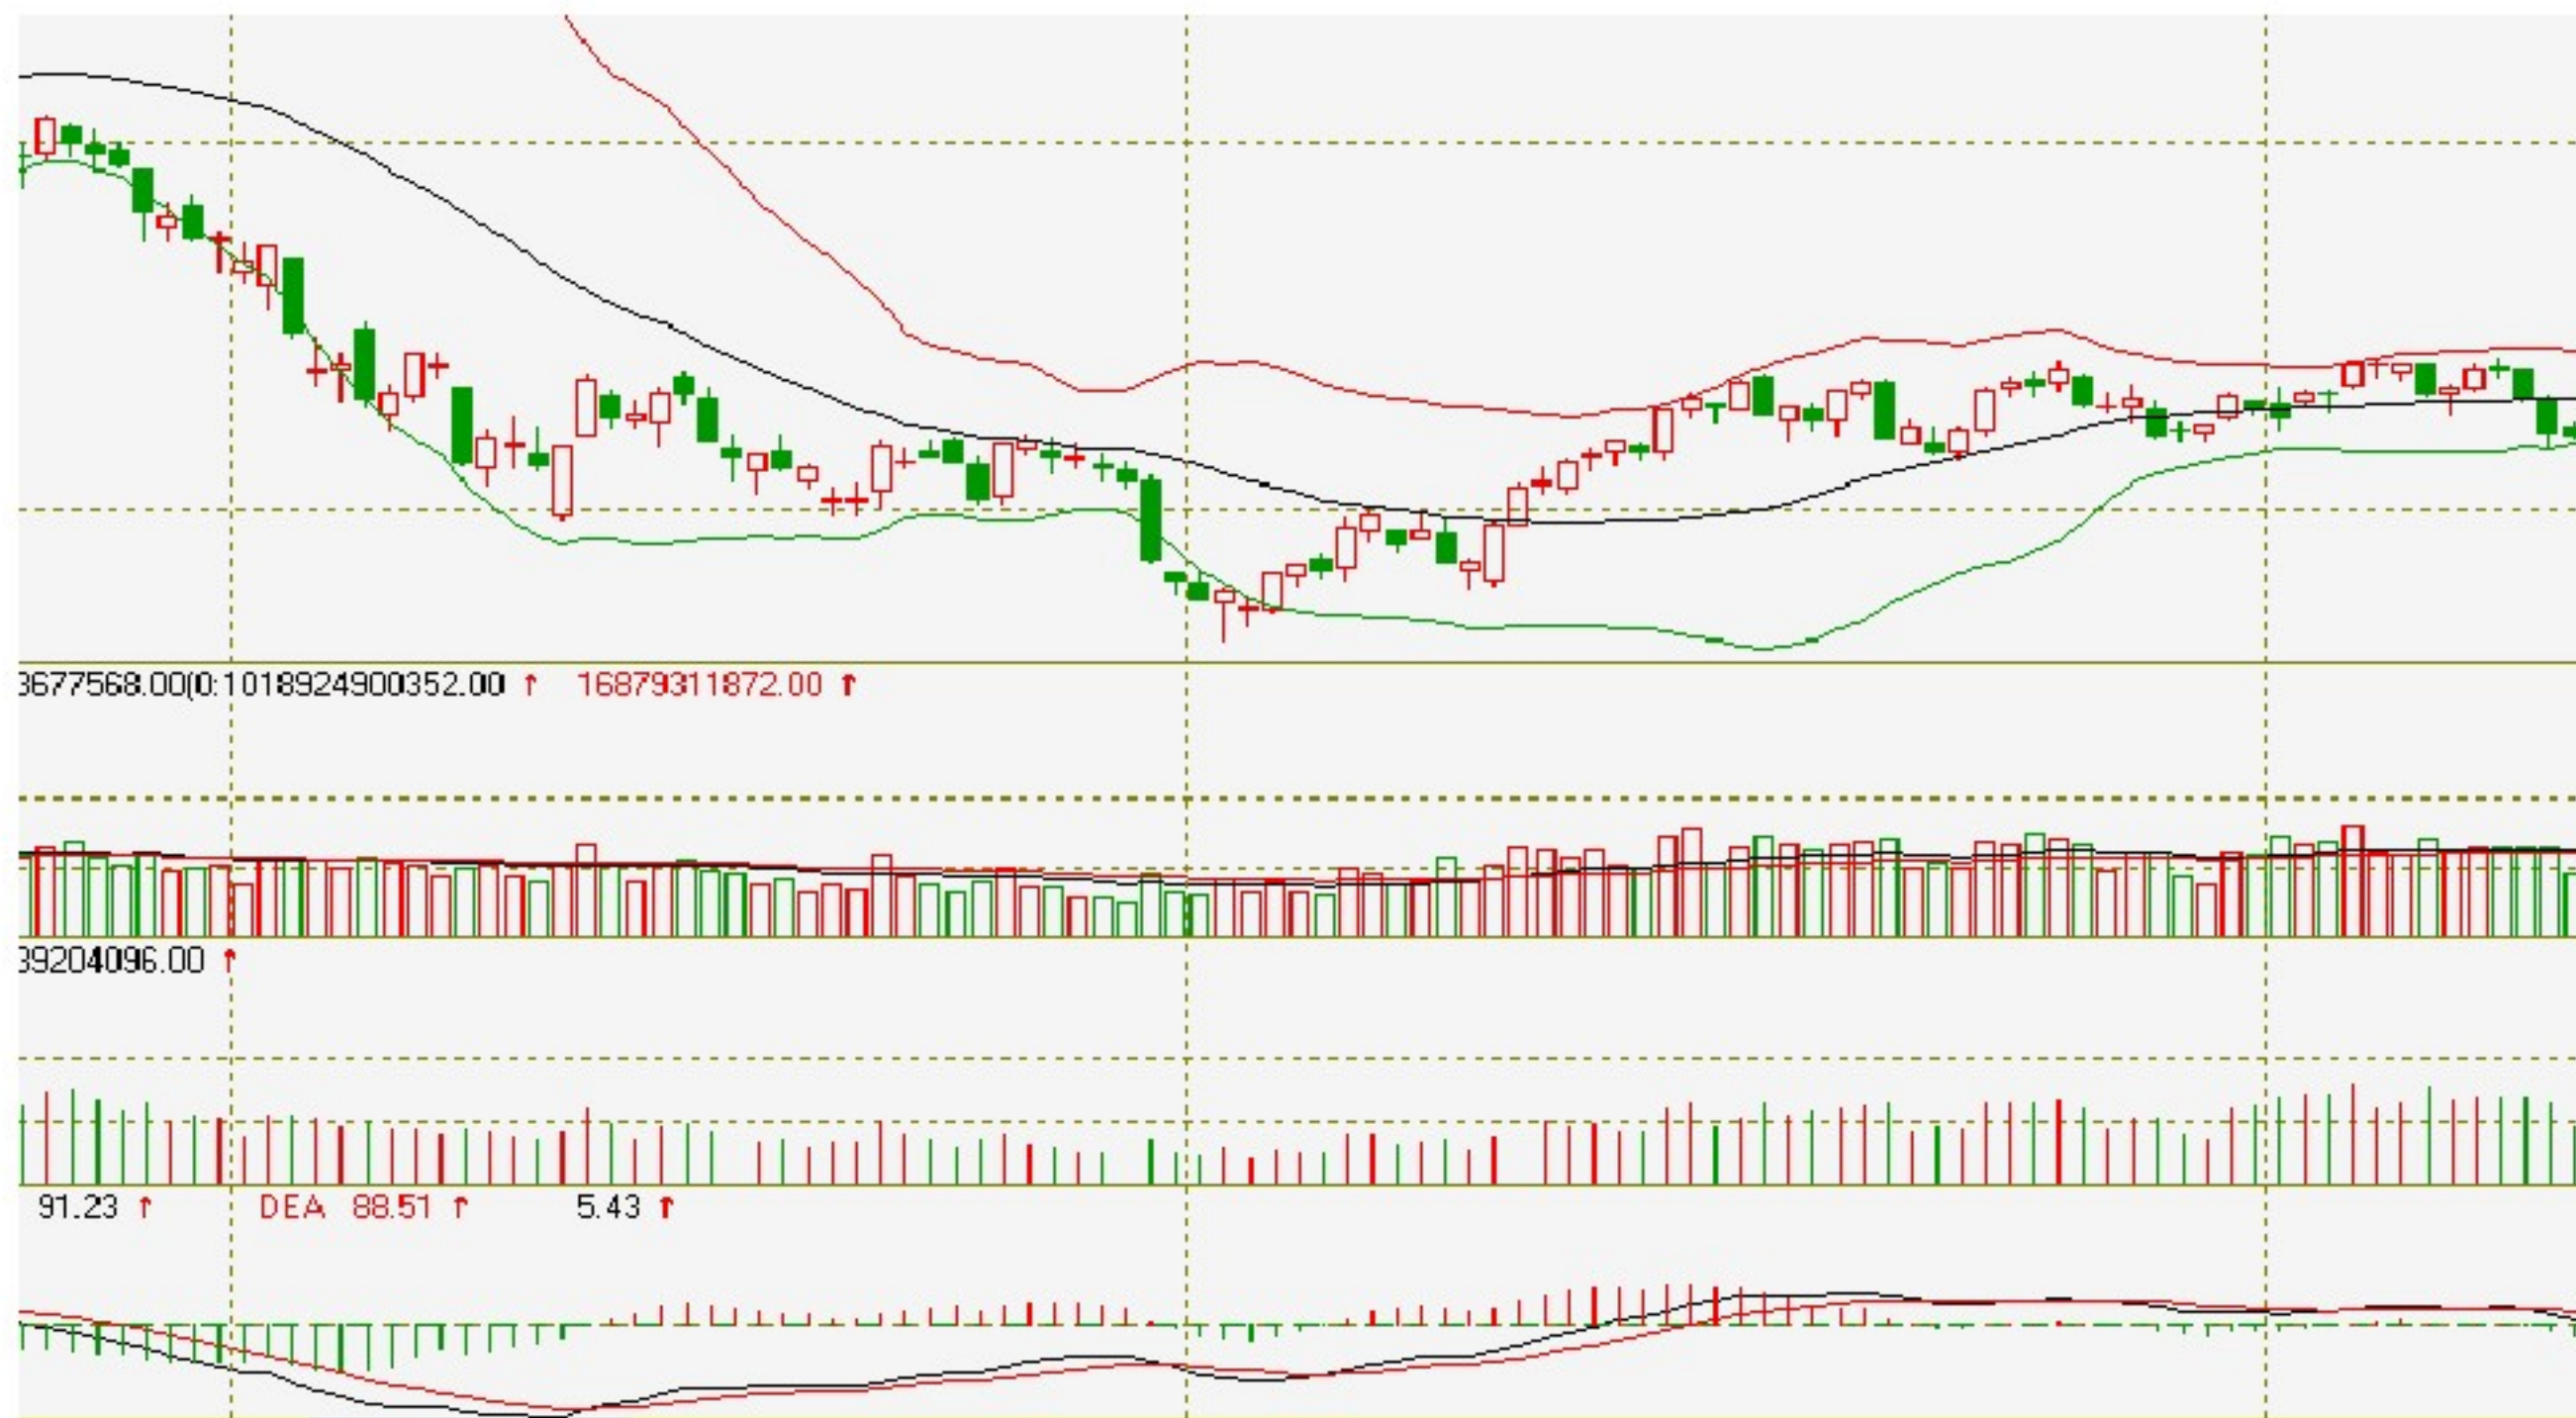 3677568.00(0:1018924900352.00 ↑ 16879311872.00 ↑
39204096.00 ↑
91.23 ↑ DEA 88.51 ↑ 5.43 ↑